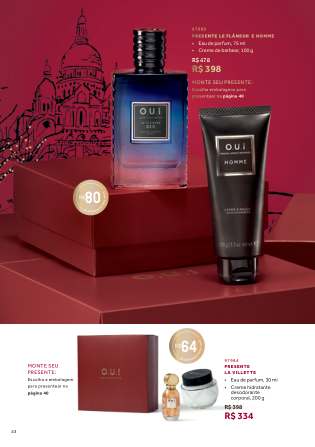 PRESENTE LE FLÂNEUR E HOMME
• Eau de parfum, 75 ml
• Creme de barbear, 100 g
R$ 478
R$ 398
MONTE SEU PRESENTE:
Escolha a embalagem para
presentear na página 40
O.U.i
O.U.i
HOMME
R$ 80
MONTE SEU
PRESENTE:
Escolha a embalagem
para presentear na
página 40
O.U.i
R$ 64
PRESENTE
LA VILLETTE
• Eau de parfum, 30 ml
• Creme hidratante
desodorante
corporal, 200 g
R$ 398
R$ 334